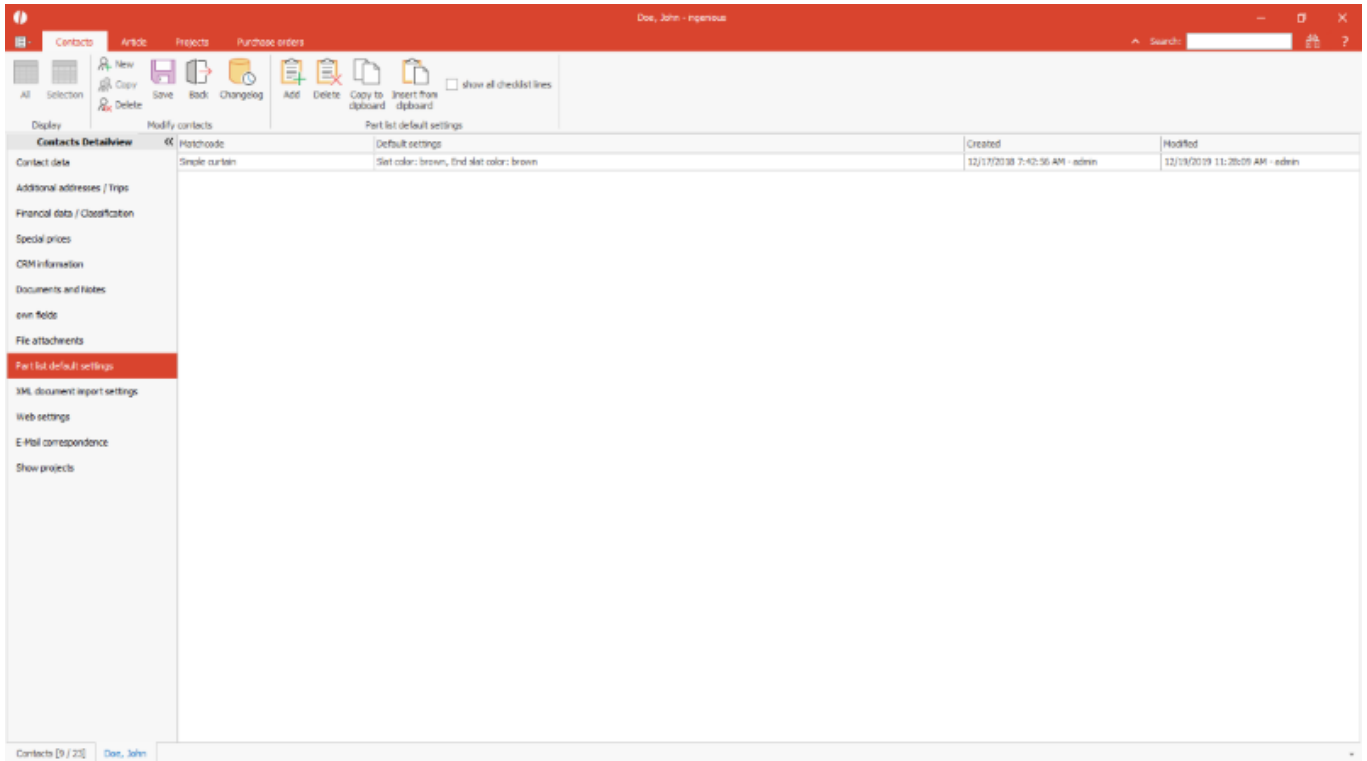 Doe, John - ingenious
Contacts Article Projects Purchase orders Search: ?
All Selection New Copy Delete Save Back Changelog Add Delete Copy to clipboard Insert from clipboard show all checklist lines
Display Modify contacts Part list default settings
Contacts Detailview « Matchcode Default settings Created Modified
Contact data Simple curtain Slat color: brown, End slat color: brown 12/17/2018 7:42:56 AM - admin 12/19/2019 11:28:09 AM - admin
Additional addresses / Trips
Financial data / Classification
Special prices
CRM information
Documents and Notes
own fields
File attachments
Part list default settings
XML document import settings
Web settings
E-Mail correspondence
Show projects
Contacts [9 / 23] Doe, John